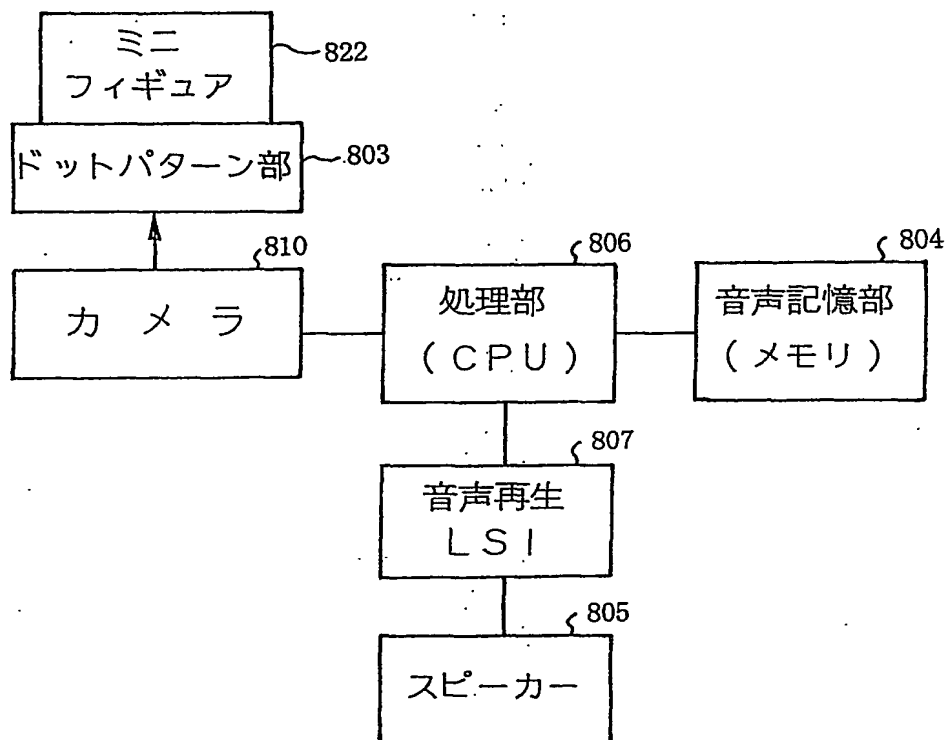 ミニ
フィギュア
822
ドットパターン部
803
810
カメラ
806
処理部
(CPU)
804
音声記憶部
(メモリ)
807
音声再生
LSI
805
スピーカー